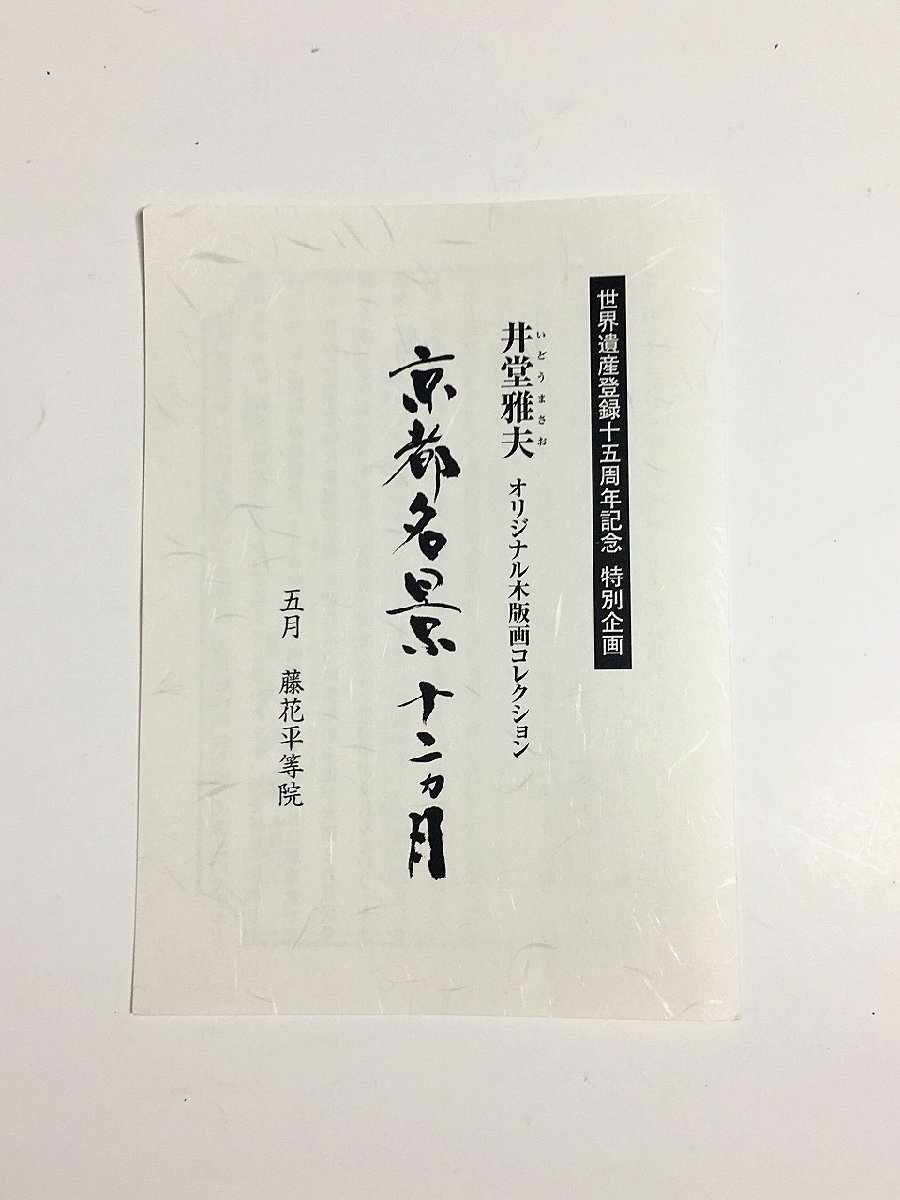 世界遺産登録十五周年記念 特別企画
いどうまさお
井堂雅夫 オリジナル木版画コレクション
京都名景十二カ月
五月 藤花平等院